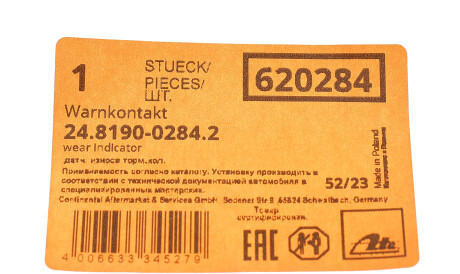 1 STUECK/
PIECES/
ШТ.
620284
Warnkontakt
24.8190-0284.2
wear Indicator
датч. износа торм.кол.
Применяемость согласно каталогу. Установку производить в
соответствии с технической документацией автомобиля в
специализированных мастерских.
52/23
Made in Poland
Continental Aftermarket & Services GmbH. Sodener Str 9 .65824 Schwalbach, Germany
Товар
сертифицирован.
4 006633 345279
EAC
Ate